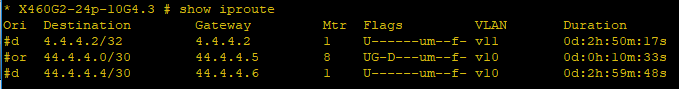 * X460G2-24p-10G4.3 # show iproute
Ori Destination Gateway Mtr Flags VLAN Duration
#d 4.4.4.2/32 4.4.4.2 1 U------um--f- v11 0d:2h:50m:17s
#or 44.4.4.0/30 44.4.4.5 8 UG-D---um--f- v10 0d:0h:10m:33s
#d 44.4.4.4/30 44.4.4.6 1 U------um--f- v10 0d:2h:59m:48s